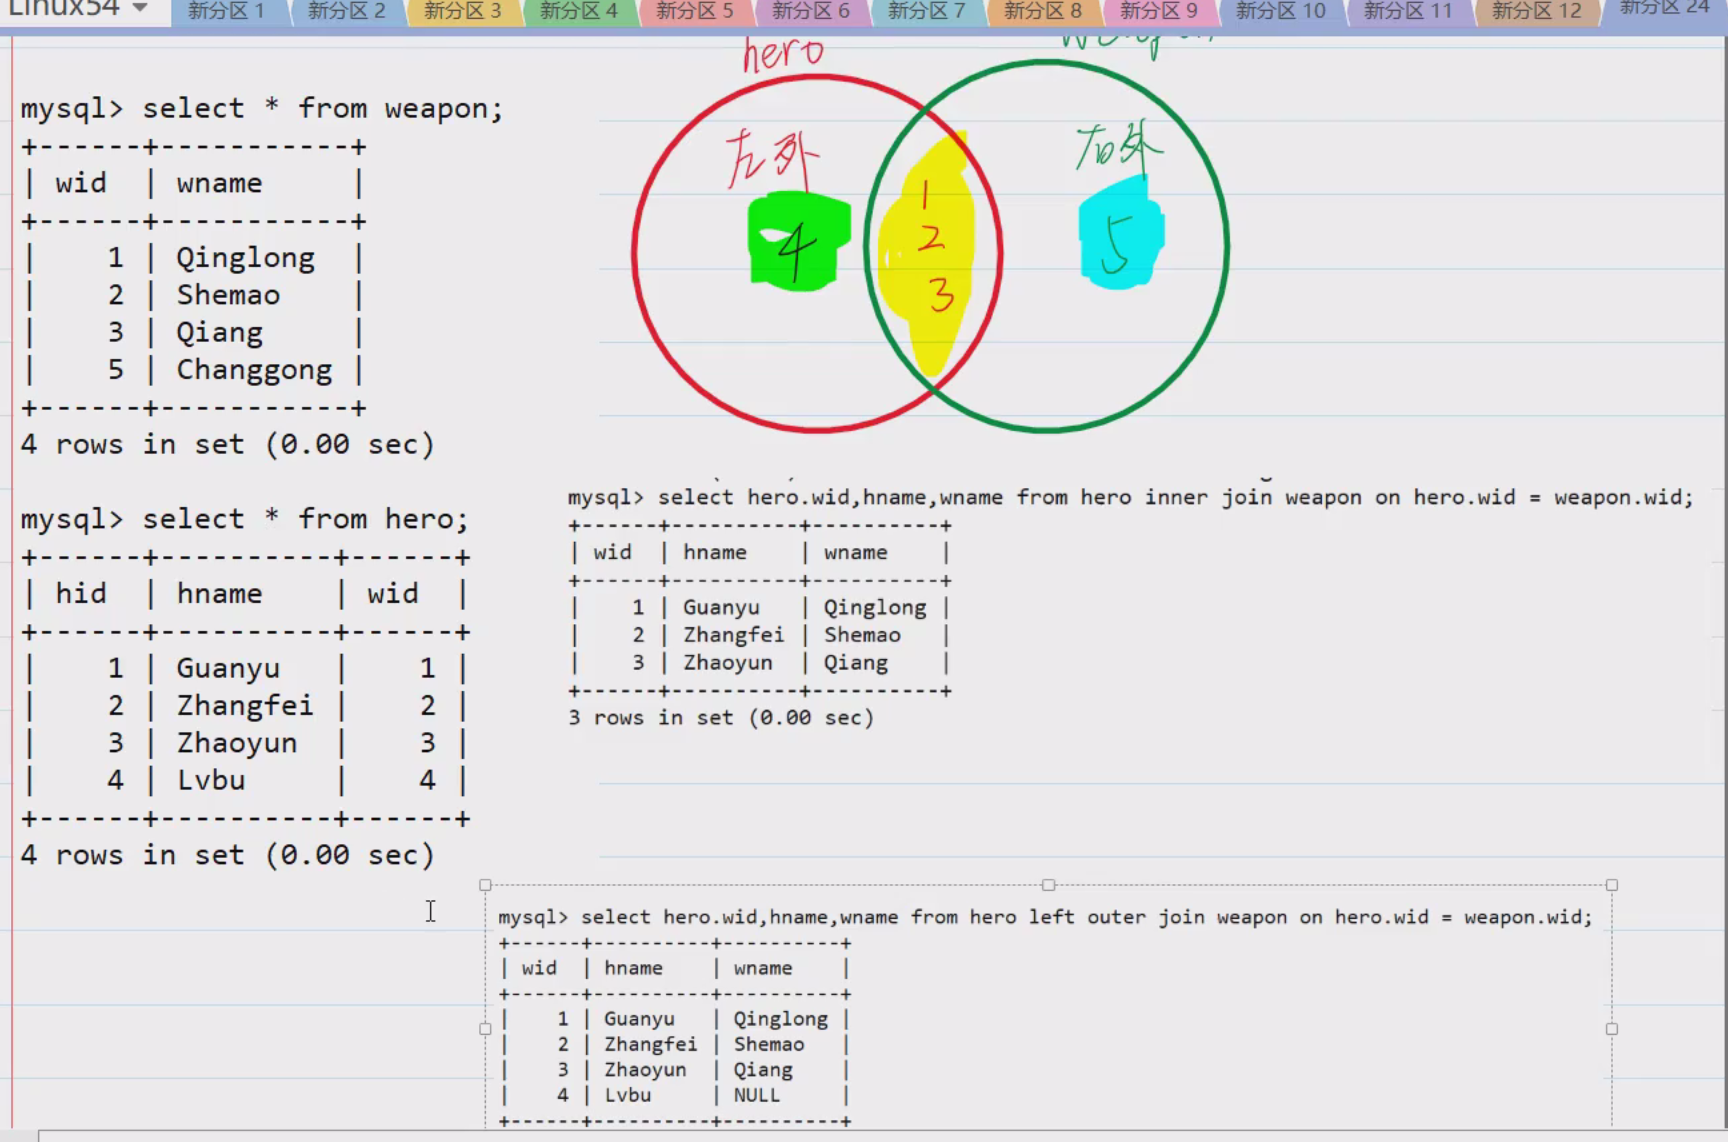 Linux54
新分区 1 新分区 2 新分区 3 新分区 4 新分区 5 新分区 6 新分区 7 新分区 8 新分区 9 新分区 10 新分区 11 新分区 12 新分区 24
hero
weapon
左外
右外
4
1
2
3
5
mysql> select * from weapon;
+------+-----------+
| wid | wname |
+------+-----------+
| 1 | Qinglong |
| 2 | Shemao |
| 3 | Qiang |
| 5 | Changgong |
+------+-----------+
4 rows in set (0.00 sec)
mysql> select * from hero;
+------+----------+------+
| hid | hname | wid |
+------+----------+------+
| 1 | Guanyu | 1 |
| 2 | Zhangfei | 2 |
| 3 | Zhaoyun | 3 |
| 4 | Lvbu | 4 |
+------+----------+------+
4 rows in set (0.00 sec)
mysql> select hero.wid,hname,wname from hero inner join weapon on hero.wid = weapon.wid;
+------+----------+----------+
| wid | hname | wname |
+------+----------+----------+
| 1 | Guanyu | Qinglong |
| 2 | Zhangfei | Shemao |
| 3 | Zhaoyun | Qiang |
+------+----------+----------+
3 rows in set (0.00 sec)
mysql> select hero.wid,hname,wname from hero left outer join weapon on hero.wid = weapon.wid;
+------+----------+----------+
| wid | hname | wname |
+------+----------+----------+
| 1 | Guanyu | Qinglong |
| 2 | Zhangfei | Shemao |
| 3 | Zhaoyun | Qiang |
| 4 | Lvbu | NULL |
+------+----------+----------+